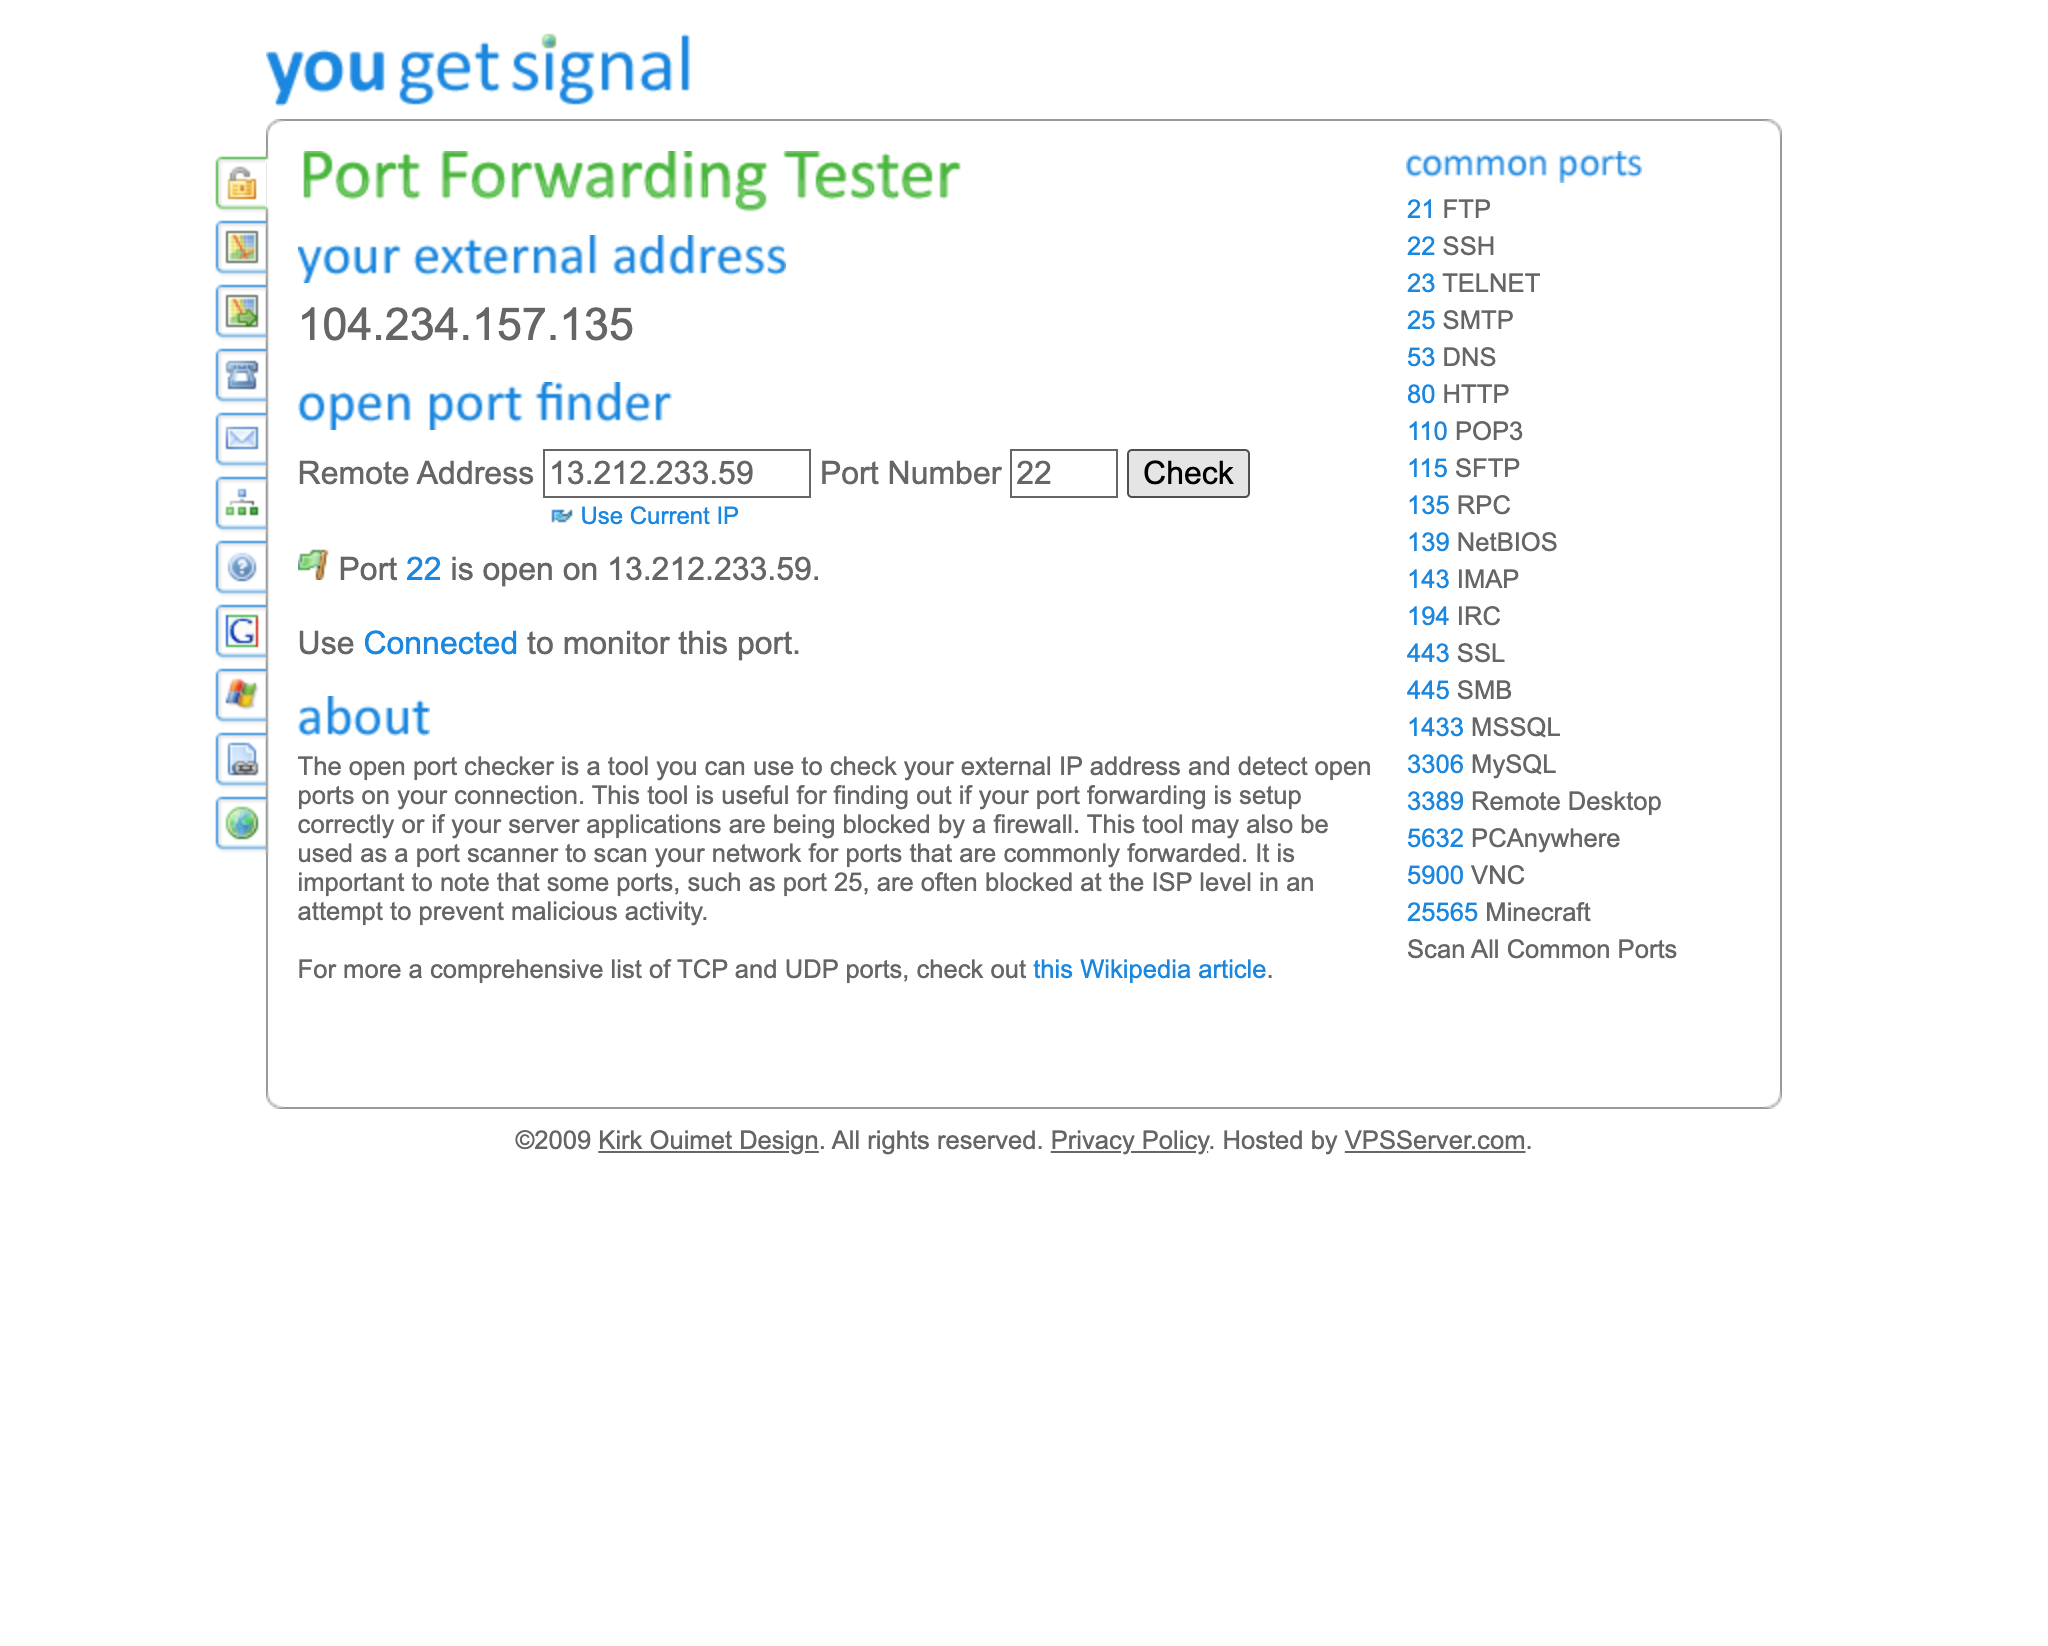 you get signal
Port Forwarding Tester
your external address
104.234.157.135
open port finder
Remote Address 13.212.233.59 Port Number 22 Check
Use Current IP
Port 22 is open on 13.212.233.59.
Use Connected to monitor this port.
about
The open port checker is a tool you can use to check your external IP address and detect open
ports on your connection. This tool is useful for finding out if your port forwarding is setup
correctly or if your server applications are being blocked by a firewall. This tool may also be
used as a port scanner to scan your network for ports that are commonly forwarded. It is
important to note that some ports, such as port 25, are often blocked at the ISP level in an
attempt to prevent malicious activity.
For more a comprehensive list of TCP and UDP ports, check out this Wikipedia article.
common ports
21 FTP
22 SSH
23 TELNET
25 SMTP
53 DNS
80 HTTP
110 POP3
115 SFTP
135 RPC
139 NetBIOS
143 IMAP
194 IRC
443 SSL
445 SMB
1433 MSSQL
3306 MySQL
3389 Remote Desktop
5632 PCAnywhere
5900 VNC
25565 Minecraft
Scan All Common Ports
©2009 Kirk Ouimet Design. All rights reserved. Privacy Policy. Hosted by VPSServer.com.